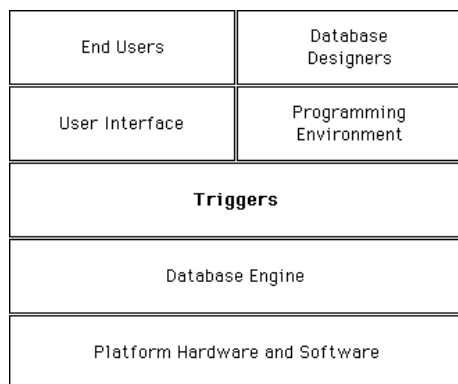 End Users
Database
Designers
User Interface
Programming
Environment
Triggers
Database Engine
Platform Hardware and Software